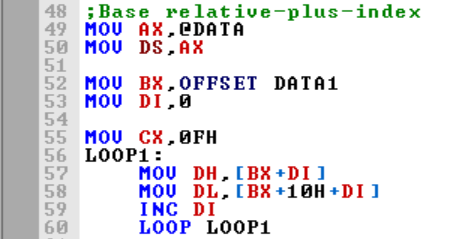 48 ;Base relative-plus-index
49 MOV AX,@DATA
50 MOV DS,AX
51
52 MOV BX,OFFSET DATA1
53 MOV DI,0
54
55 MOV CX,0FH
56 LOOP1:
57 MOV DH,[BX+DI]
58 MOV DL,[BX+10H+DI]
59 INC DI
60 LOOP LOOP1